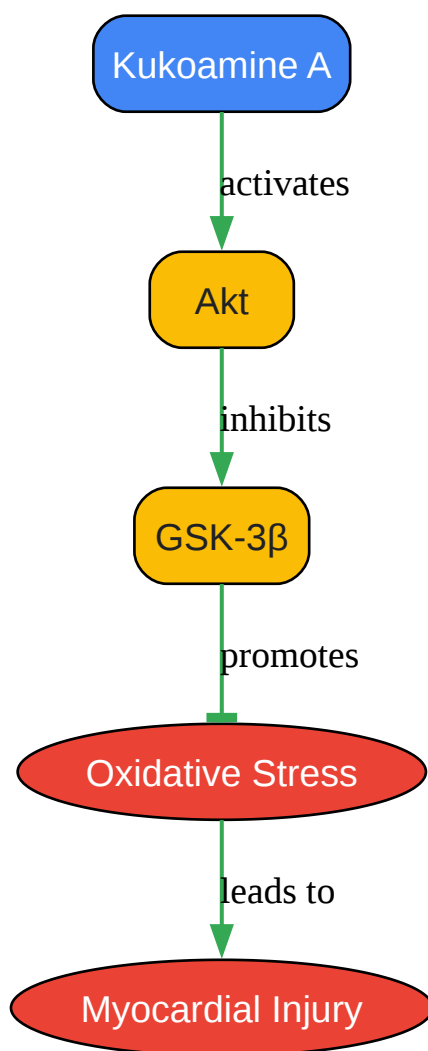 Kukoamine A
activates
Akt
inhibits
GSK-3β
promotes
Oxidative Stress
leads to
Myocardial Injury